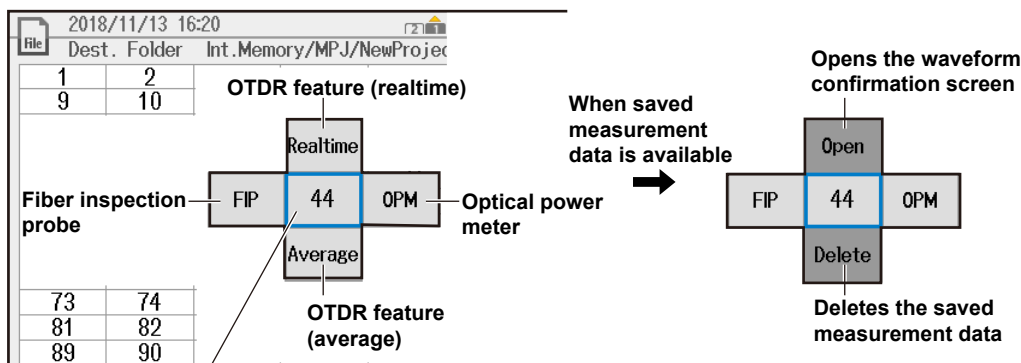 2018/11/13 16:20
2 1
File
Dest. Folder Int.Memory/MPJ/NewProjec
1 2
9 10
OTDR feature (realtime)
Realtime
Fiber inspection
probe
FIP 44 OPM
Optical power
meter
Average
OTDR feature
(average)
73 74
81 82
89 90
When saved
measurement
data is available
Opens the waveform
confirmation screen
Open
FIP 44 OPM
Delete
Deletes the saved
measurement data